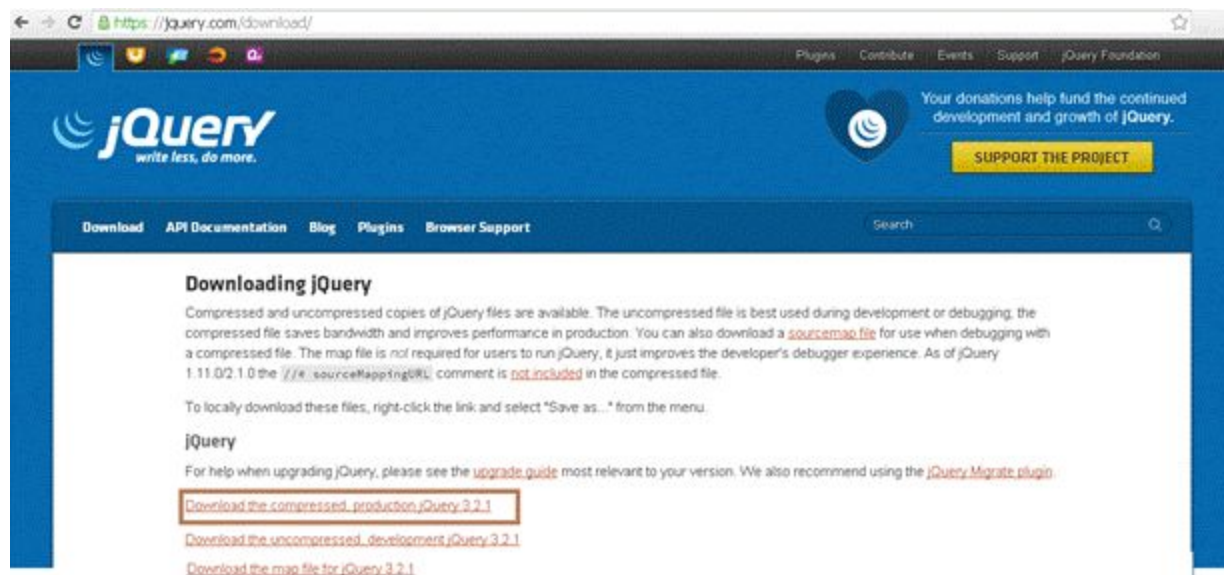 https://jquery.com/download/
Plugins Contribute Events Support jQuery Foundation
jQuery
write less, do more.
Your donations help fund the continued
development and growth of jQuery.
SUPPORT THE PROJECT
Download API Documentation Blog Plugins Browser Support
Search
Downloading jQuery
Compressed and uncompressed copies of jQuery files are available. The uncompressed file is best used during development or debugging; the
compressed file saves bandwidth and improves performance in production. You can also download a sourcemap file for use when debugging with
a compressed file. The map file is not required for users to run jQuery, it just improves the developer's debugger experience. As of jQuery
1.11.0/2.1.0 the //# sourceMappingURL comment is not included in the compressed file.
To locally download these files, right-click the link and select "Save as..." from the menu.
jQuery
For help when upgrading jQuery, please see the upgrade guide most relevant to your version. We also recommend using the jQuery Migrate plugin.
Download the compressed, production jQuery 3.2.1
Download the uncompressed, development jQuery 3.2.1
Download the map file for jQuery 3.2.1